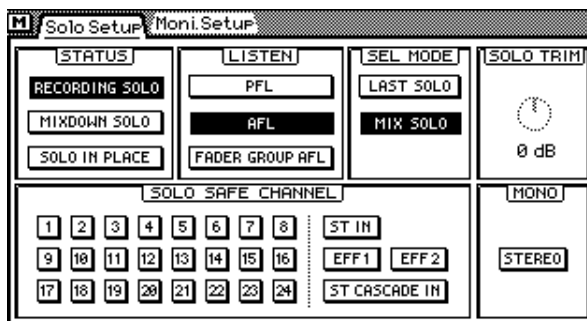 M Solo Setup Moni.Setup
STATUS LISTEN SEL MODE SOLO TRIM
RECORDING SOLO PFL LAST SOLO
MIXDOWN SOLO AFL MIX SOLO
SOLO IN PLACE FADER GROUP AFL 0 dB
SOLO SAFE CHANNEL MONO
1 2 3 4 5 6 7 8 ST IN
9 10 11 12 13 14 15 16 EFF1 EFF2 STEREO
17 18 19 20 21 22 23 24 ST CASCADE IN